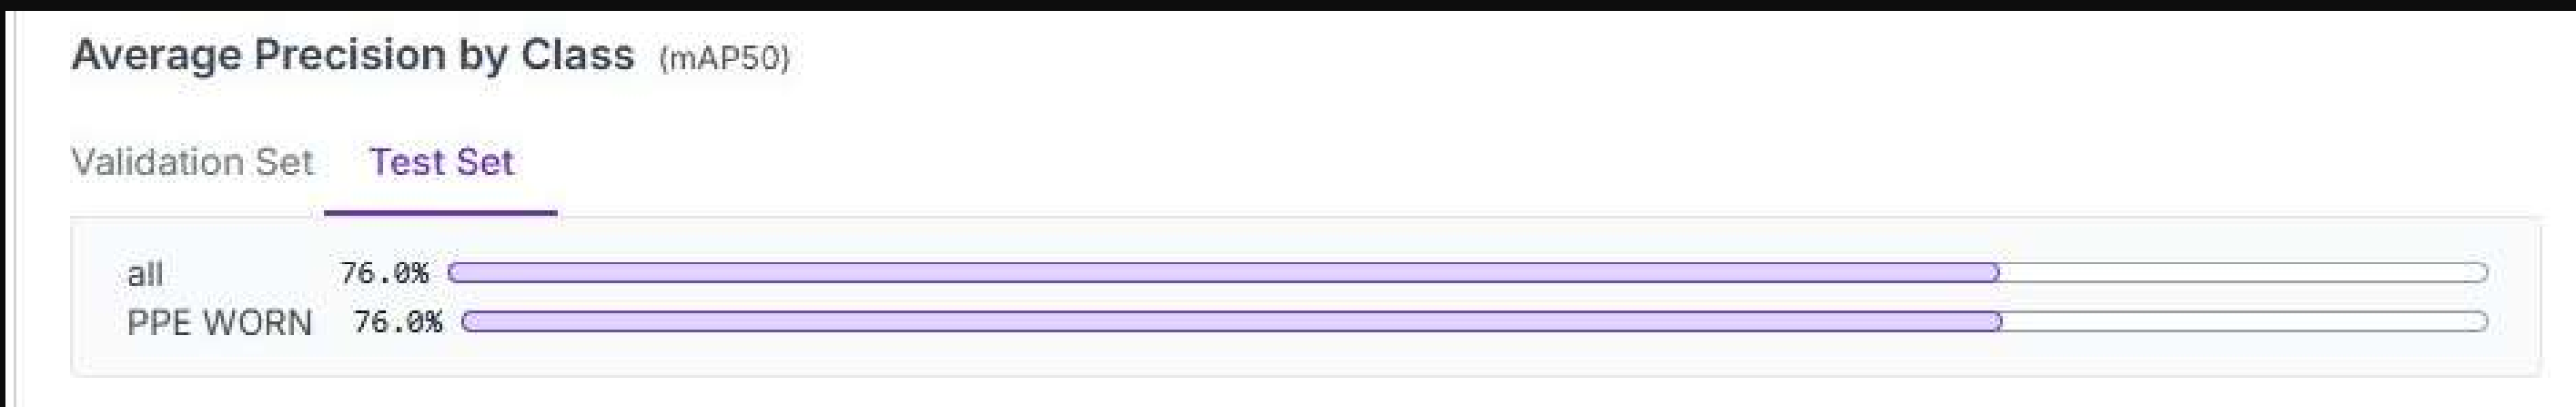 Average Precision by Class (mAP50)
Validation Set Test Set
all 76.0%
PPE WORN 76.0%